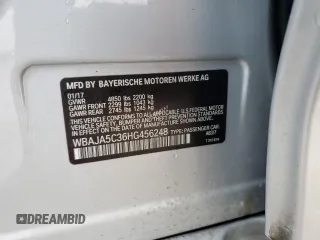 MFD BY BAYERISCHE MOTOREN WERKE AG
01/17
GVWR 4850 lbs 2200 kg
GAWR FRONT 2299 lbs 1043 kg
GAWR REAR 2745 lbs 1245 kg
THIS VEHICLE CONFORMS TO ALL APPLICABLE FEDERAL MOTOR VEHICLE SAFETY, BUMPER, AND THEFT PREVENTION STANDARDS IN EFFECT ON THE DATE OF MANUFACTURE SHOWN ABOVE.
WBAJA5C36HG456248 TYPE: PASSENGER CAR
AUTOHELPERBOT.COM